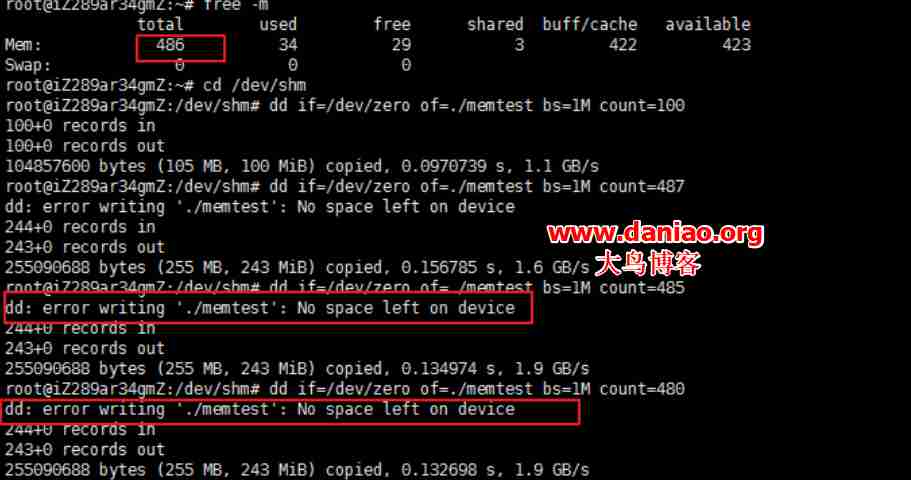 root@iZ289ar34gmZ:~# free -m
total used free shared buff/cache available
Mem: 486 34 29 3 422 423
Swap: 0 0 0
root@iZ289ar34gmZ:~# cd /dev/shm
root@iZ289ar34gmZ:/dev/shm# dd if=/dev/zero of=./memtest bs=1M count=100
100+0 records in
100+0 records out
104857600 bytes (105 MB, 100 MiB) copied, 0.0970739 s, 1.1 GB/s
root@iZ289ar34gmZ:/dev/shm# dd if=/dev/zero of=./memtest bs=1M count=487
dd: error writing './memtest': No space left on device
244+0 records in
243+0 records out
255090688 bytes (255 MB, 243 MiB) copied, 0.156785 s, 1.6 GB/s
www.daniao.org
大鸟博客
root@iZ289ar34gmZ:/dev/shm# dd if=/dev/zero of=./memtest bs=1M count=485
dd: error writing './memtest': No space left on device
244+0 records in
243+0 records out
255090688 bytes (255 MB, 243 MiB) copied, 0.134974 s, 1.9 GB/s
root@iZ289ar34gmZ:/dev/shm# dd if=/dev/zero of=./memtest bs=1M count=480
dd: error writing './memtest': No space left on device
244+0 records in
243+0 records out
255090688 bytes (255 MB, 243 MiB) copied, 0.132698 s, 1.9 GB/s